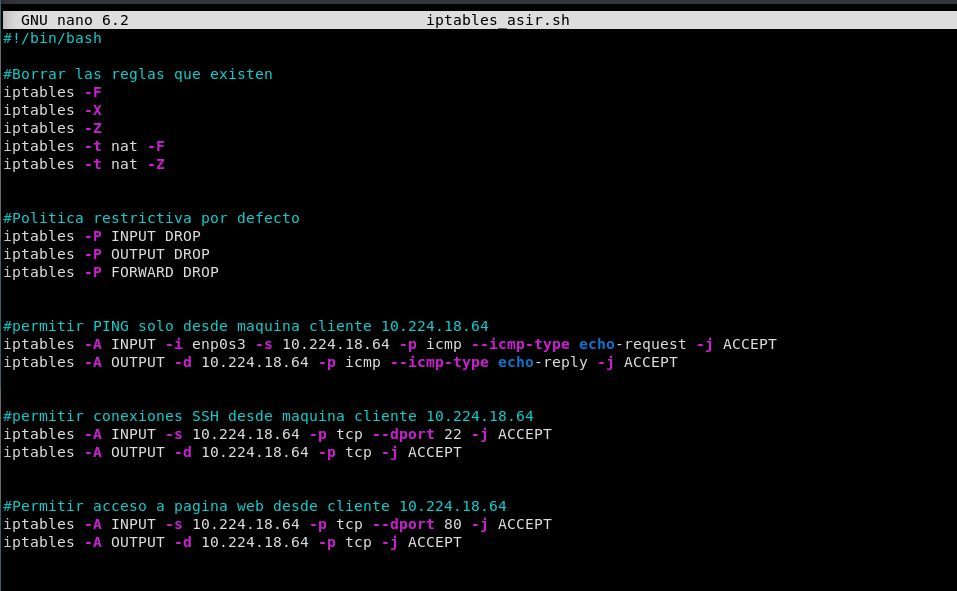 GNU nano 6.2 iptables_asir.sh
#!/bin/bash
#Borrar las reglas que existen
iptables -F
iptables -X
iptables -Z
iptables -t nat -F
iptables -t nat -Z
#Politica restrictiva por defecto
iptables -P INPUT DROP
iptables -P OUTPUT DROP
iptables -P FORWARD DROP
#permitir PING solo desde maquina cliente 10.224.18.64
iptables -A INPUT -i enp0s3 -s 10.224.18.64 -p icmp --icmp-type echo-request -j ACCEPT
iptables -A OUTPUT -d 10.224.18.64 -p icmp --icmp-type echo-reply -j ACCEPT
#permitir conexiones SSH desde maquina cliente 10.224.18.64
iptables -A INPUT -s 10.224.18.64 -p tcp --dport 22 -j ACCEPT
iptables -A OUTPUT -d 10.224.18.64 -p tcp -j ACCEPT
#Permitir acceso a pagina web desde cliente 10.224.18.64
iptables -A INPUT -s 10.224.18.64 -p tcp --dport 80 -j ACCEPT
iptables -A OUTPUT -d 10.224.18.64 -p tcp -j ACCEPT